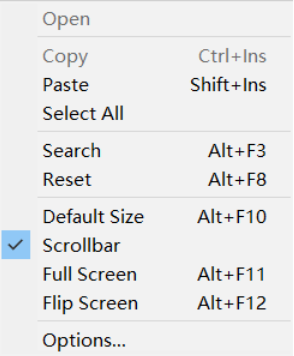 Open
Copy Ctrl+Ins
Paste Shift+Ins
Select All
Search Alt+F3
Reset Alt+F8
Default Size Alt+F10
Scrollbar
Full Screen Alt+F11
Flip Screen Alt+F12
Options...